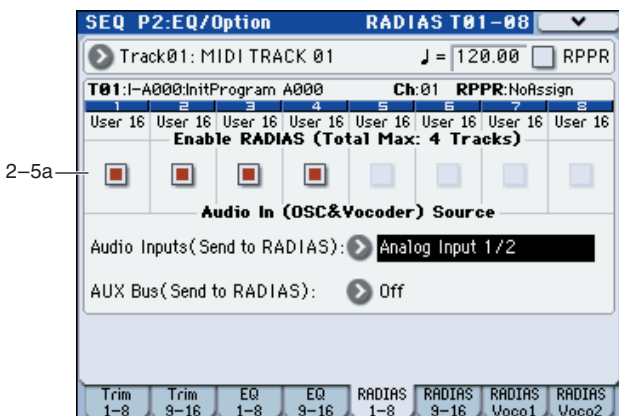 SEQ P2:EQ/Option RADIAS T01-08
Track01: MIDI TRACK 01 ♩= 120.00 RPPR
T01:I-A000:InitProgram A000 Ch:01 RPPR:NoAssign
1 2 3 4 5 6 7 8
User 16 User 16 User 16 User 16 User 16 User 16 User 16 User 16
Enable RADIAS (Total Max: 4 Tracks)
2–5a
Audio In (OSC&Vocoder) Source
Audio Inputs(Send to RADIAS): Analog Input 1/2
AUX Bus(Send to RADIAS): Off
Trim 1-8 Trim 9-16 EQ 1-8 EQ 9-16 RADIAS 1-8 RADIAS 9-16 RADIAS Voco1 RADIAS Voco2